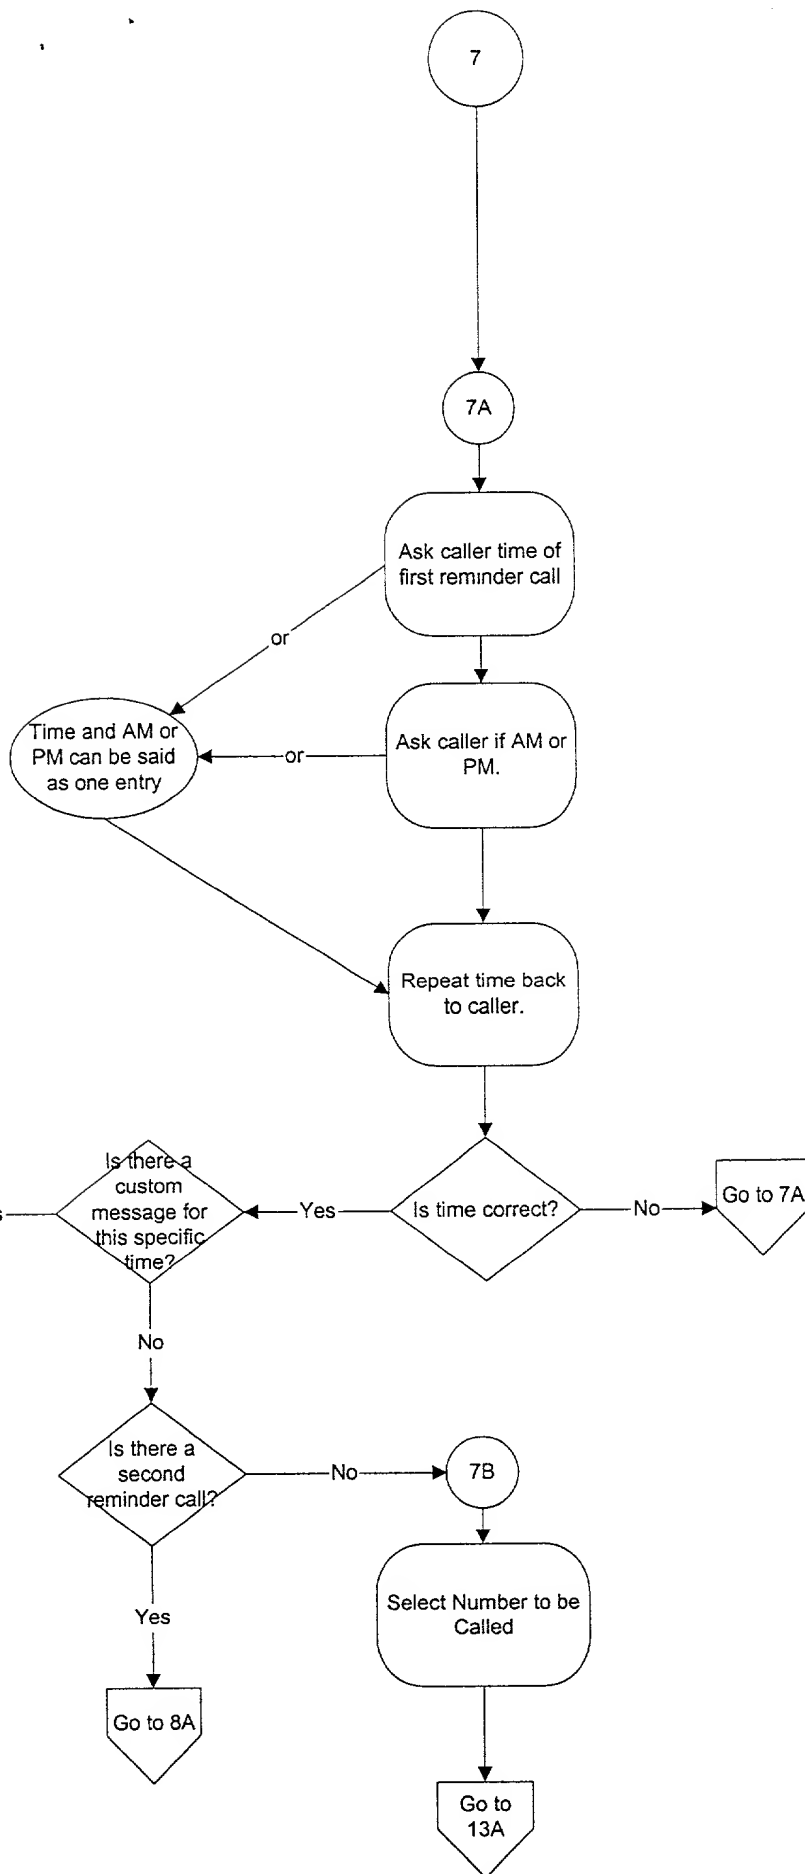 7
7A
Ask caller time of
first reminder call
or
Time and AM or
PM can be said
as one entry
or
Ask caller if AM or
PM.
Repeat time back
to caller.
Is there a
custom
message for
this specific
time?
Yes
Is time correct?
No
Go to 7A
No
Is there a
second
reminder call?
No
7B
Yes
Select Number to be
Called
Go to 8A
Go to
13A